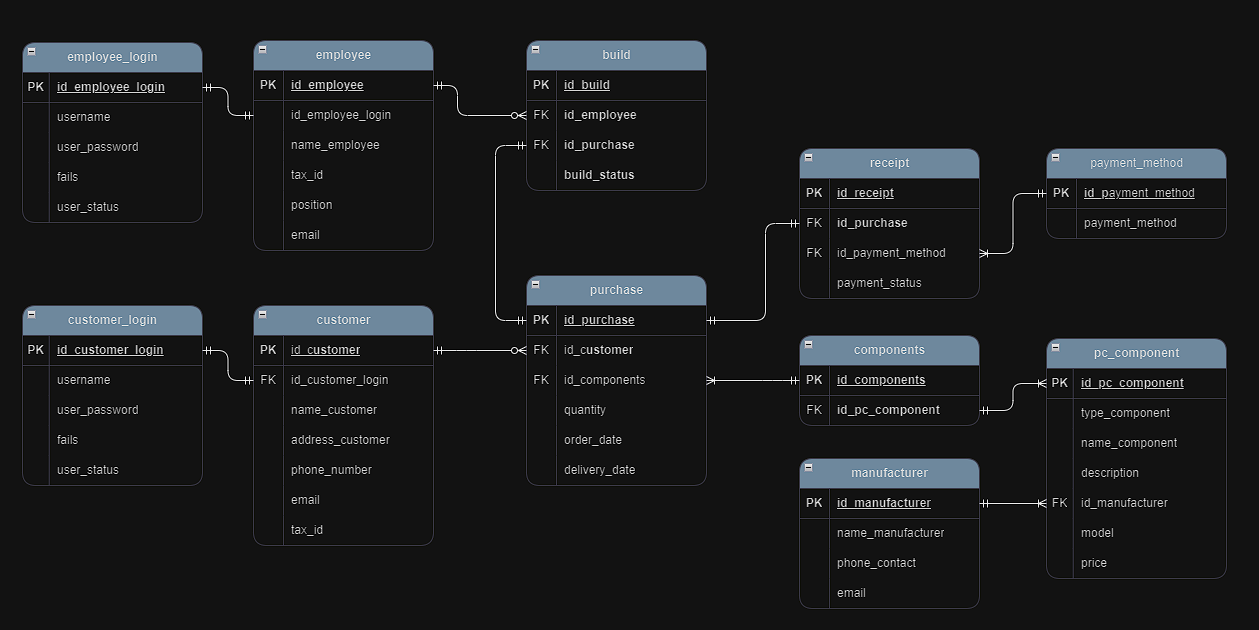 employee_login
PK id_employee_login
username
user_password
fails
user_status
employee
PK id_employee
id_employee_login
name_employee
tax_id
position
email
build
PK id_build
FK id_employee
FK id_purchase
build_status
receipt
PK id_receipt
FK id_purchase
FK id_payment_method
payment_status
payment_method
PK id_payment_method
payment_method
customer_login
PK id_customer_login
username
user_password
fails
user_status
customer
PK id_customer
FK id_customer_login
name_customer
address_customer
phone_number
email
tax_id
purchase
PK id_purchase
FK id_customer
FK id_components
quantity
order_date
delivery_date
components
PK id_components
FK id_pc_component
pc_component
PK id_pc_component
type_component
name_component
description
FK id_manufacturer
model
price
manufacturer
PK id_manufacturer
name_manufacturer
phone_contact
email